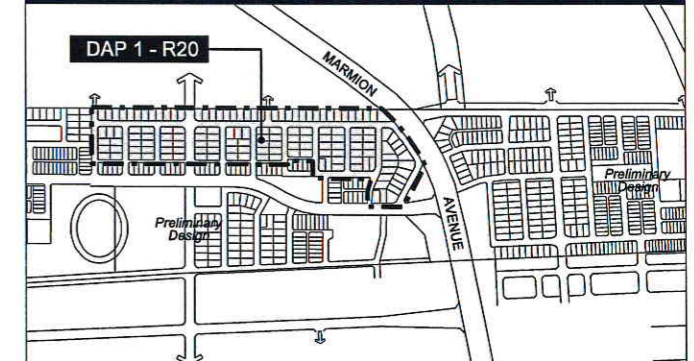 DAP 1 - R20
MARMION
AVENUE
Preliminary
Design
Preliminary
Design